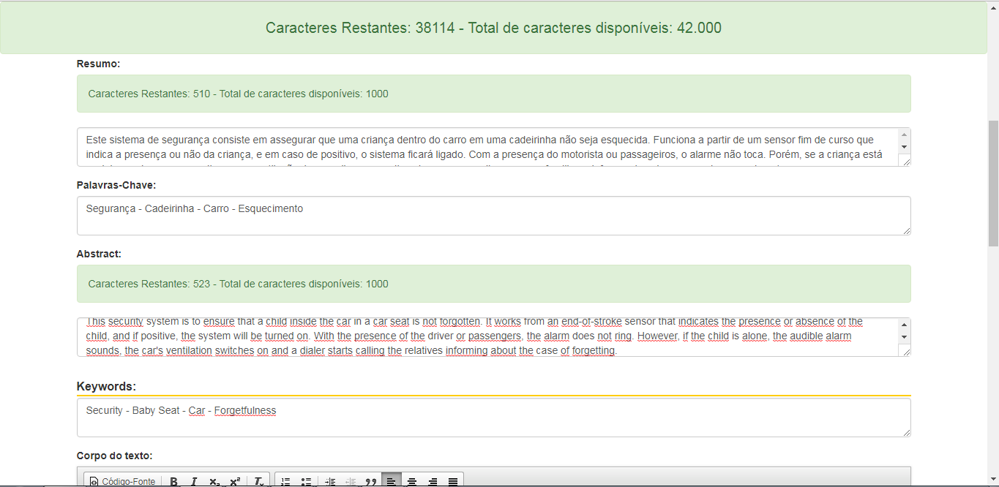 Caracteres Restantes: 38114 - Total de caracteres disponíveis: 42.000
Resumo:
Caracteres Restantes: 510 - Total de caracteres disponíveis: 1000
Este sistema de segurança consiste em assegurar que uma criança dentro do carro em uma cadeirinha não seja esquecida. Funciona a partir de um sensor fim de curso que
indica a presença ou não da criança, e em caso de positivo, o sistema ficará ligado. Com a presença do motorista ou passageiros, o alarme não toca. Porém, se a criança está
Palavras-Chave:
Segurança - Cadeirinha - Carro - Esquecimento
Abstract:
Caracteres Restantes: 523 - Total de caracteres disponíveis: 1000
This security system is to ensure that a child inside the car in a car seat is not forgotten. It works from an end-of-stroke sensor that indicates the presence or absence of the
child, and if positive, the system will be turned on. With the presence of the driver or passengers, the alarm does not ring. However, if the child is alone, the audible alarm
sounds, the car's ventilation switches on and a dialer starts calling the relatives informing about the case of forgetting.
Keywords:
Security - Baby Seat - Car - Forgetfulness
Corpo do texto:
Código-Fonte